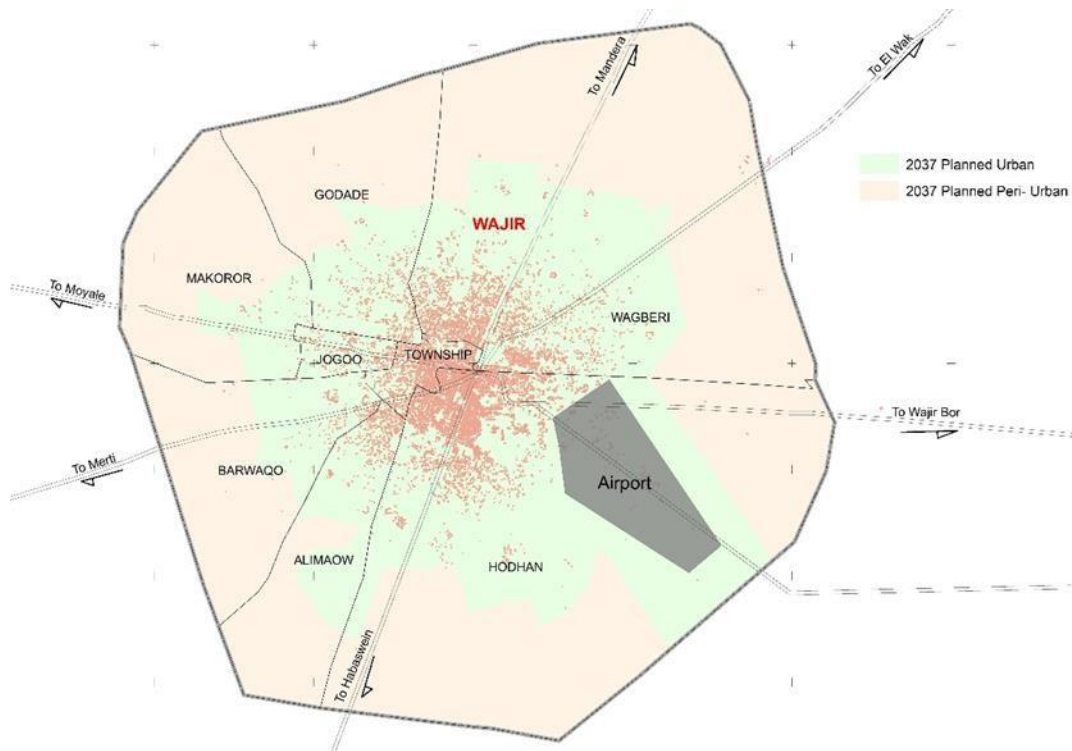 To Mandera
To El Wak
2037 Planned Urban
2037 Planned Peri- Urban
GODADE
WAJIR
MAKOROR
To Moyale
WAGBERI
JOGOO
TOWNSHIP
To Wajir Bor
To Merti
BARWAQO
Airport
ALIMAOW
HODHAN
To Habaswein